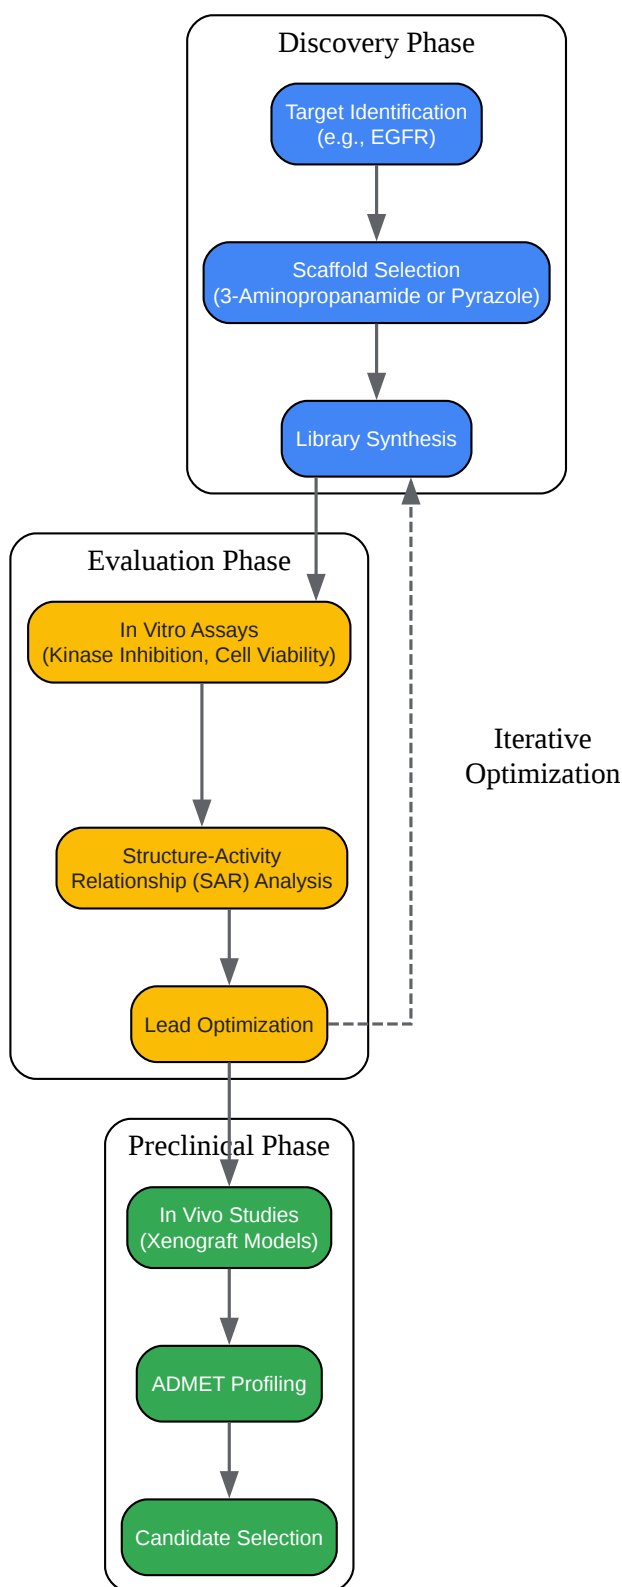 Discovery Phase
Target Identification
(e.g., EGFR)
Scaffold Selection
(3-Aminopropanamide or Pyrazole)
Library Synthesis
Evaluation Phase
In Vitro Assays
(Kinase Inhibition, Cell Viability)
Iterative
Optimization
Structure-Activity
Relationship (SAR) Analysis
Lead Optimization
Preclinical Phase
In Vivo Studies
(Xenograft Models)
ADMET Profiling
Candidate Selection